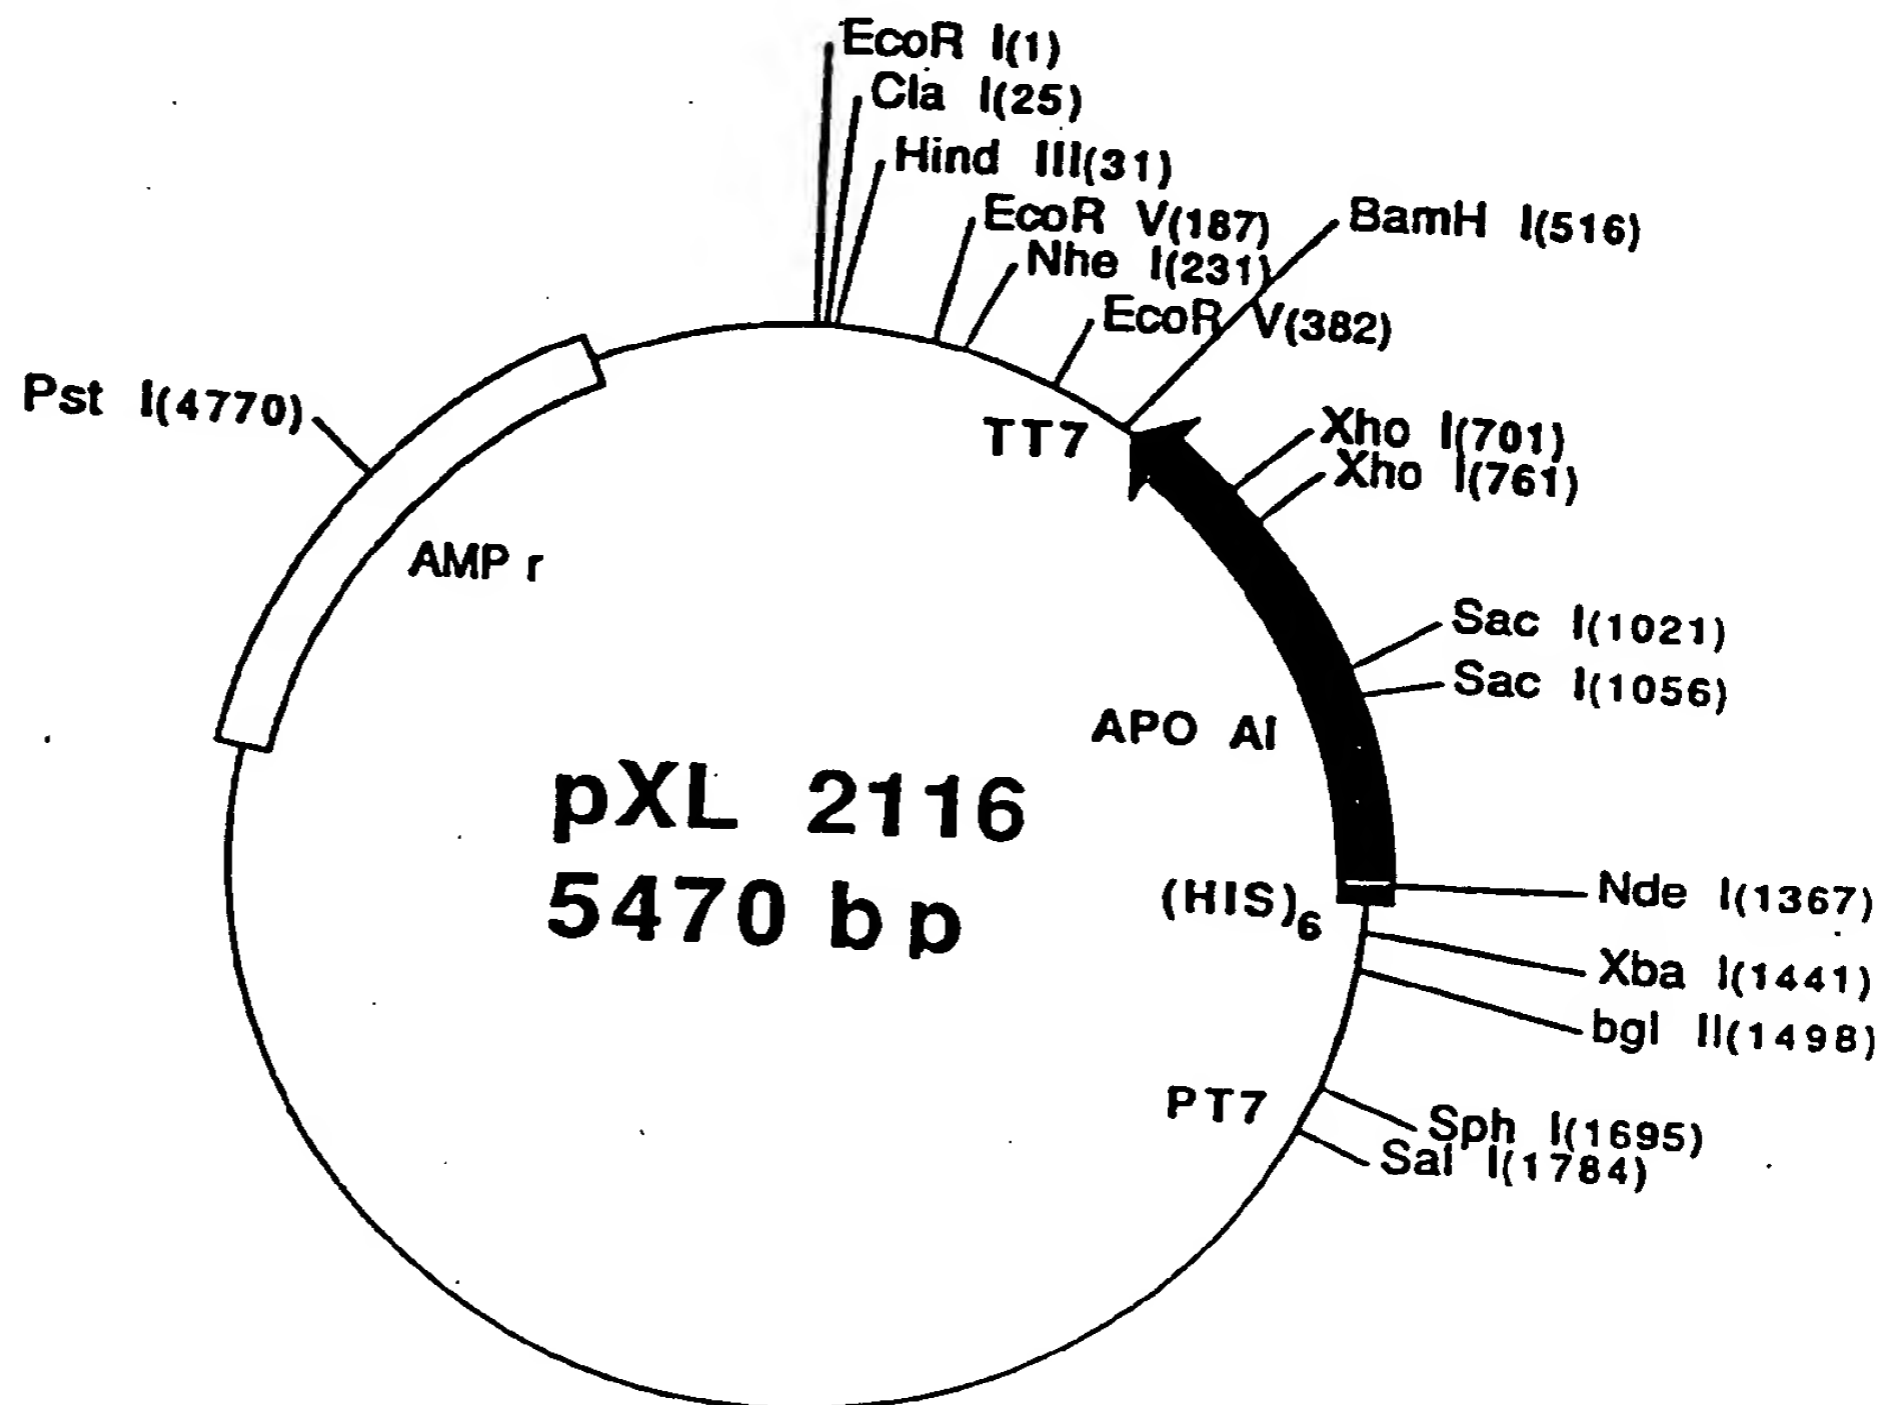 EcoR I(1)
Cla I(25)
Hind III(31)
EcoR V(187)
BamH I(516)
Nhe I(231)
EcoR V(382)
Pst I(4770)
TT7
Xho I(701)
Xho I(761)
AMP r
Sac I(1021)
Sac I(1056)
APO AI
pXL 2116
5470 bp
(HIS)6
Nde I(1367)
Xba I(1441)
bgl II(1498)
PT7
Sph I(1695)
Sal I(1784)